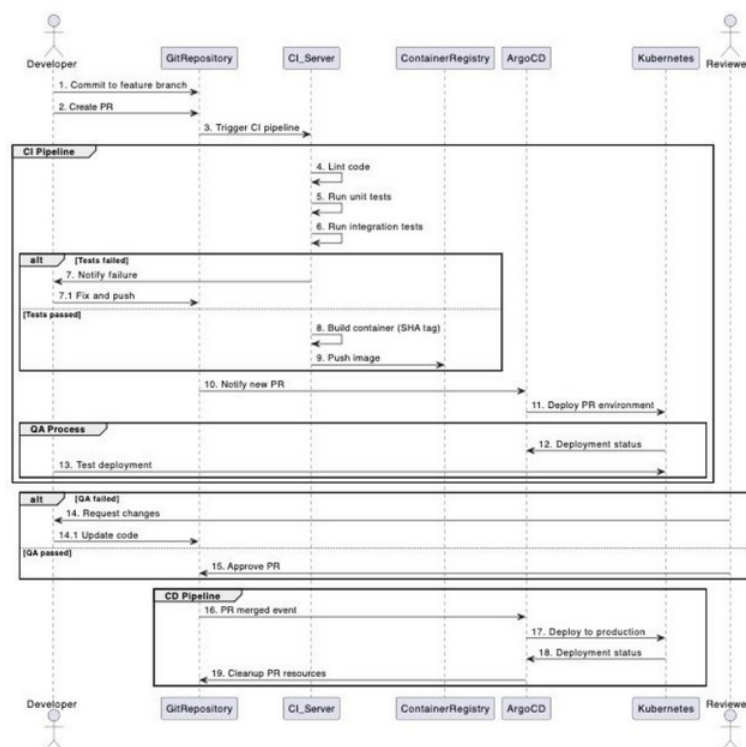 Developer
GitRepository
CI_Server
ContainerRegistry
ArgoCD
Kubernetes
Reviewer
1. Commit to feature branch
2. Create PR
3. Trigger CI pipeline
CI Pipeline
4. Lint code
5. Run unit tests
6. Run integration tests
alt
[Tests failed]
7. Notify failure
7.1 Fix and push
[Tests passed]
8. Build container (SHA tag)
9. Push image
10. Notify new PR
11. Deploy PR environment
QA Process
12. Deployment status
13. Test deployment
alt
[QA failed]
14. Request changes
14.1 Update code
[QA passed]
15. Approve PR
CD Pipeline
16. PR merged event
17. Deploy to production
18. Deployment status
19. Cleanup PR resources
Developer
GitRepository
CI_Server
ContainerRegistry
ArgoCD
Kubernetes
Reviewer